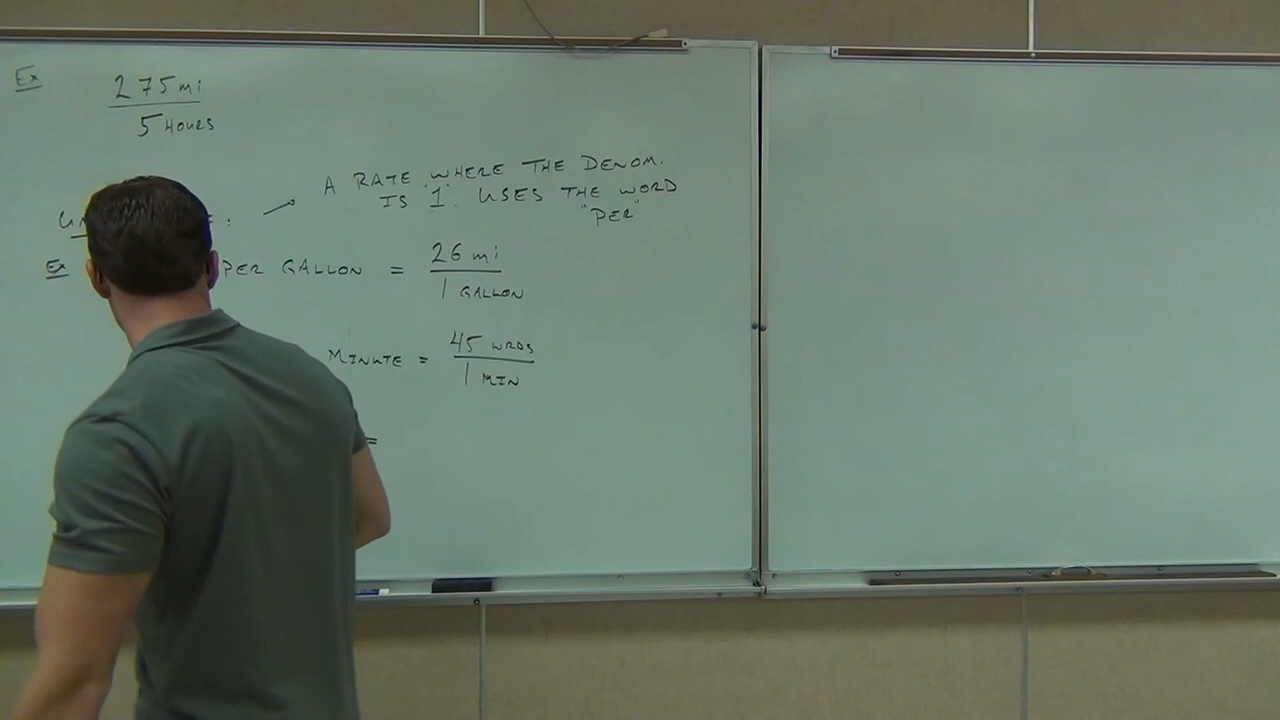 Ex
275 mi
5 HOURS
A RATE WHERE THE DENOM.
IS "1". USES THE WORD
"PER"
:
Ex PER GALLON = 26 mi
1 GALLON
MINUTE = 45 WRDS
1 MIN
=